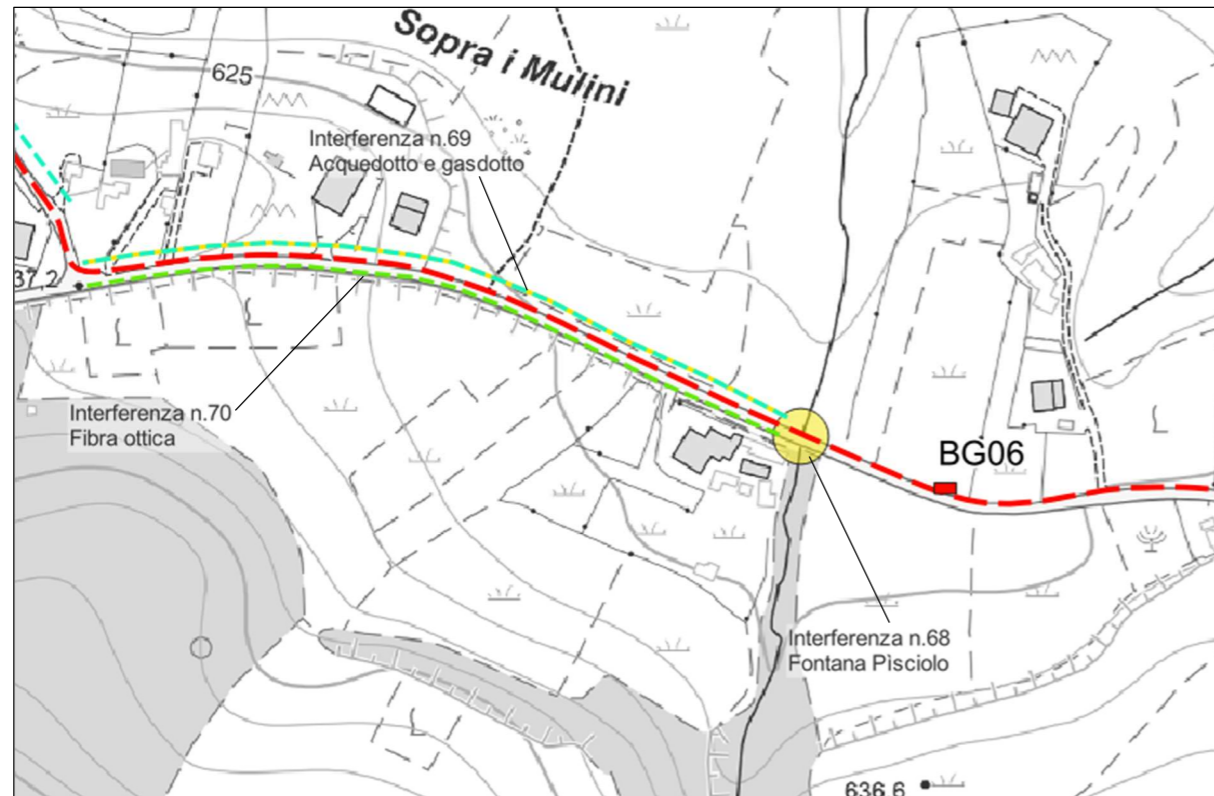 Sopra i Mulini
625
Interferenza n.69
Acquedotto e gasdotto
37.2
Interferenza n.70
Fibra ottica
BG06
Interferenza n.68
Fontana Pisciolo
636.6